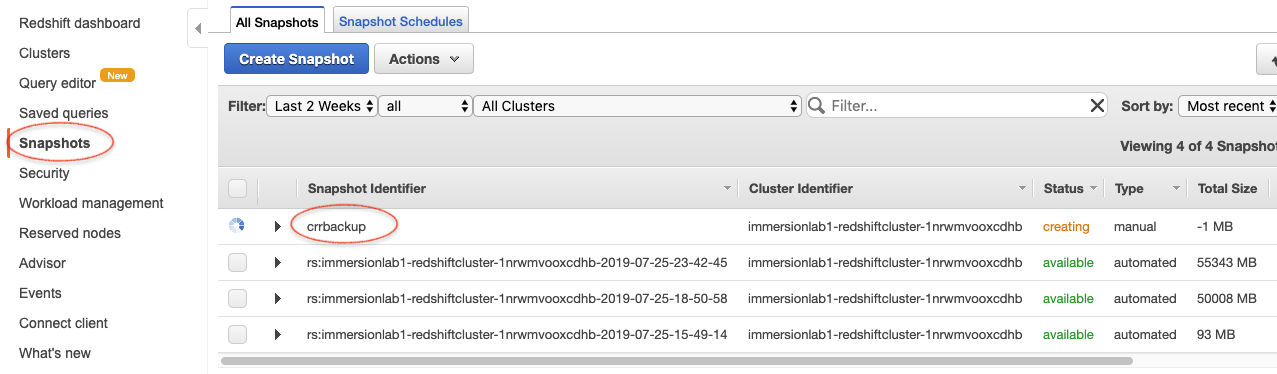 Redshift dashboard
Clusters
Query editor New
Saved queries
Snapshots
Security
Workload management
Reserved nodes
Advisor
Events
Connect client
What's new
All Snapshots Snapshot Schedules
Create Snapshot Actions
Filter: Last 2 Weeks all All Clusters Filter... Sort by: Most recent
Viewing 4 of 4 Snapshot
Snapshot Identifier Cluster Identifier Status Type Total Size
crrbackup immersionlab1-redshiftcluster-1nrwmvooxcdhb creating manual -1 MB
rs:immersionlab1-redshiftcluster-1nrwmvooxcdhb-2019-07-25-23-42-45 immersionlab1-redshiftcluster-1nrwmvooxcdhb available automated 55343 MB
rs:immersionlab1-redshiftcluster-1nrwmvooxcdhb-2019-07-25-18-50-58 immersionlab1-redshiftcluster-1nrwmvooxcdhb available automated 50008 MB
rs:immersionlab1-redshiftcluster-1nrwmvooxcdhb-2019-07-25-15-49-14 immersionlab1-redshiftcluster-1nrwmvooxcdhb available automated 93 MB